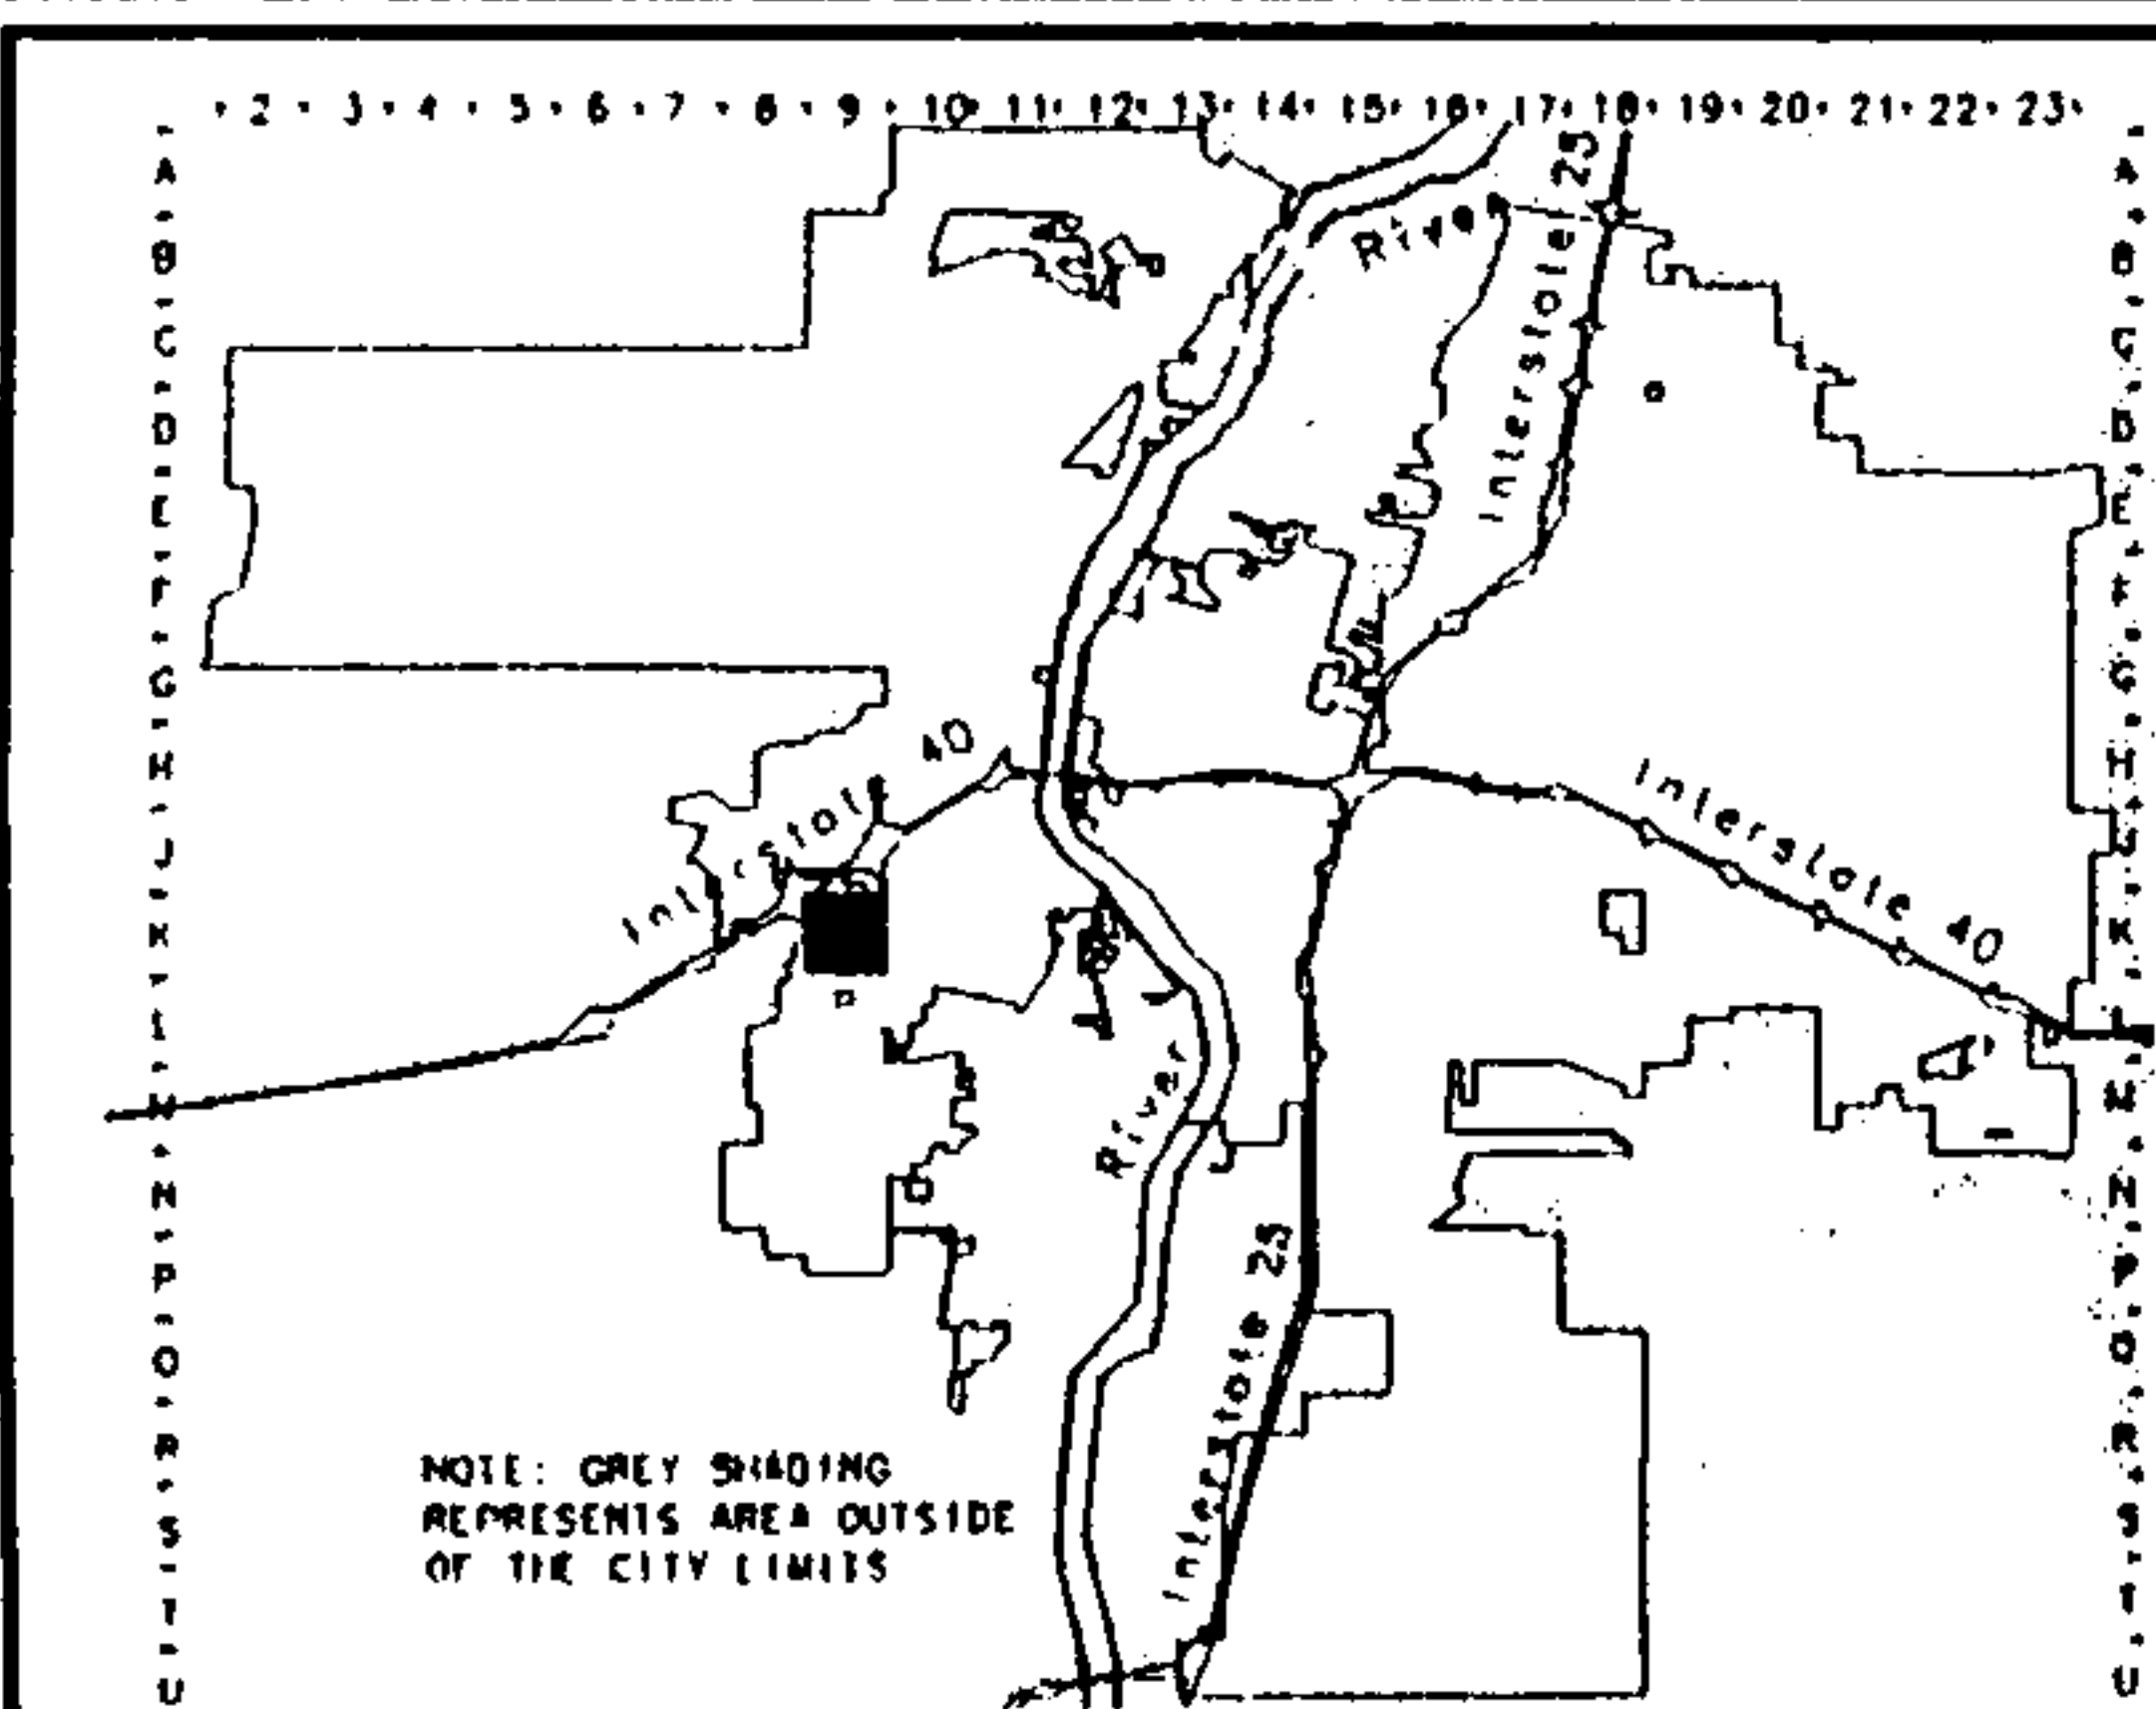 2 3 4 5 6 7 8 9 10 11 12 13 14 15 16 17 18 19 20 21 22 23
A A
B B
C C
D D
E E
F F
G G
H H
J J
K K
L L
M M
N N
P P
Q Q
R R
S S
T T
U U
River
Interstate 25
Interstate 40
Interstate 40
River
Interstate 25
NOTE: GREY SHADING
REPRESENTS AREA OUTSIDE
OF THE CITY LIMITS